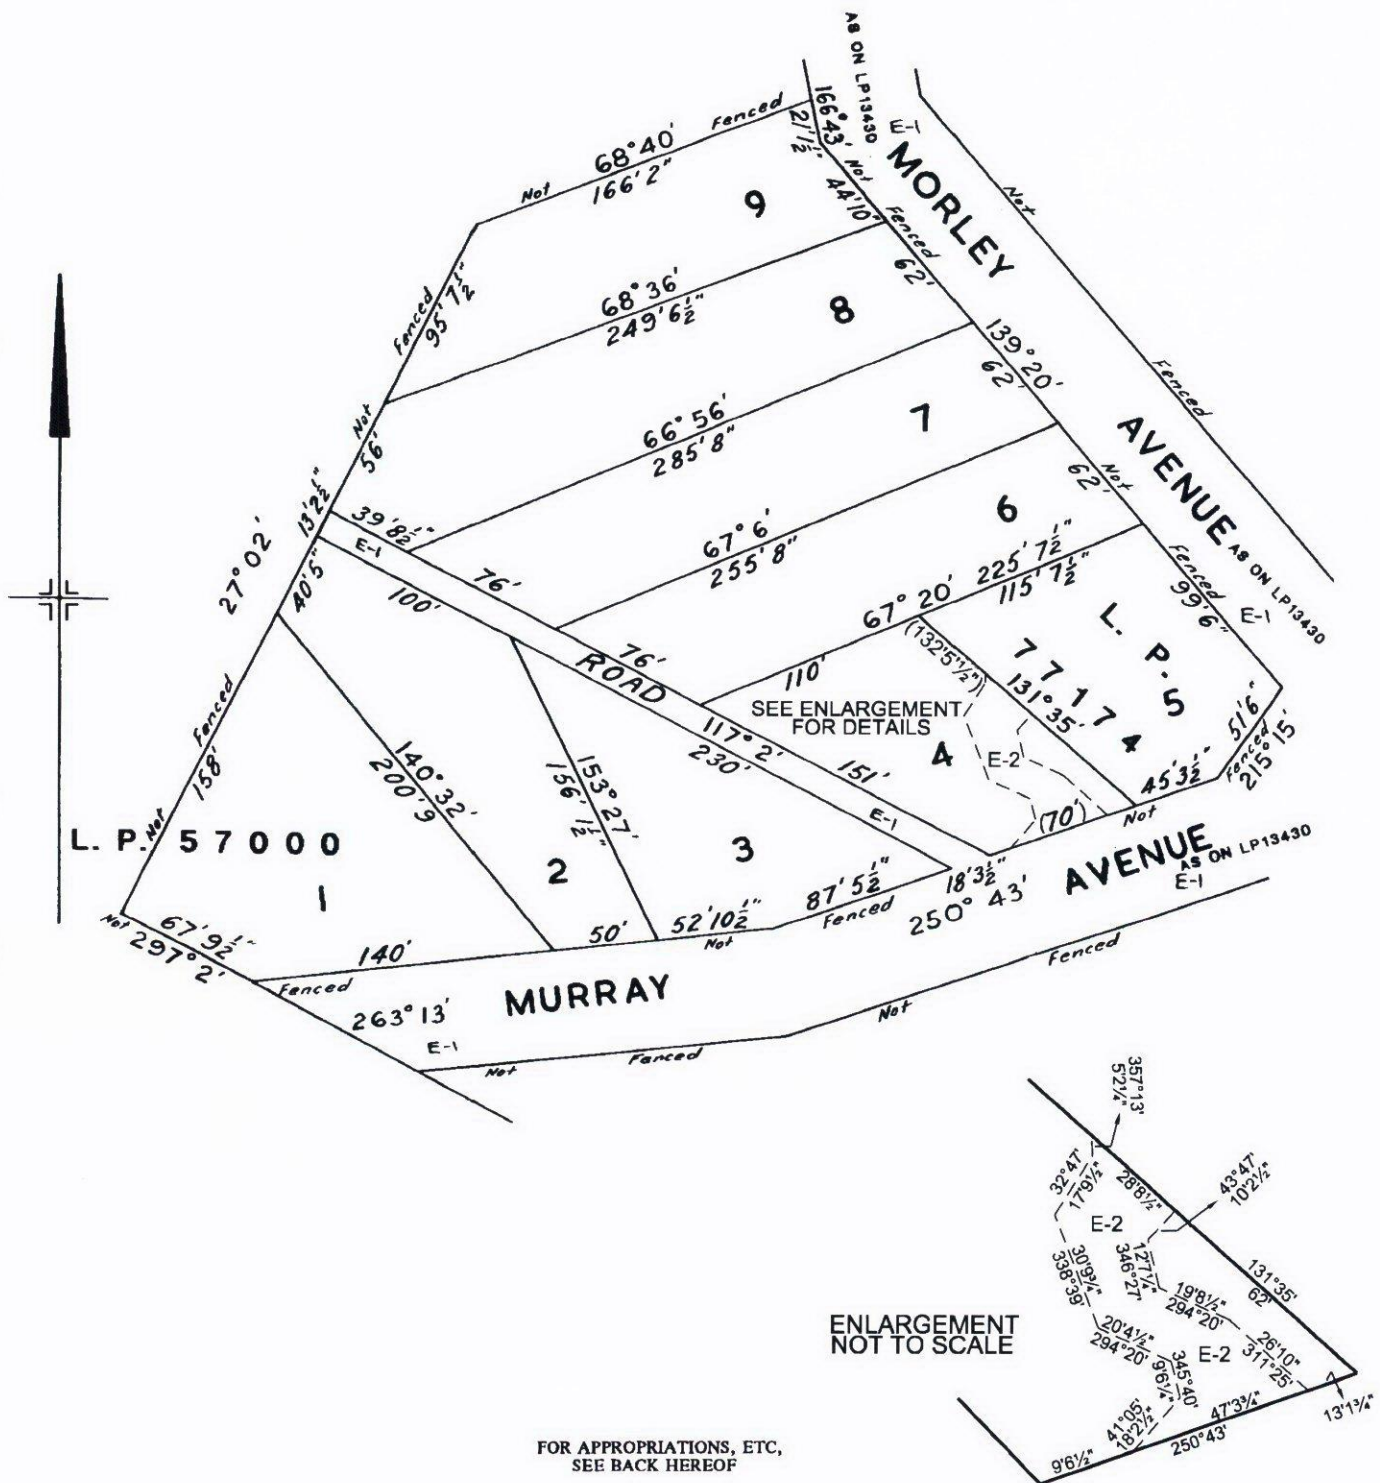 AS ON LP13430
E-1
166°43'
21'1½"
Not
Fenced
68°40'
166'2"
Not
Fenced
44'10"
MORLEY
Not
9
62'
68°36'
249'6½"
8
Fenced
95'7½"
139°20'
62'
Fenced
Not
56'
66°56'
285'8"
7
AVENUE
AS ON LP13430
Not
62'
13'2½"
39'8½"
E-1
67°6'
255'8"
6
27°02'
40'5"
100'
76'
225'7½"
115'7½"
67°20'
Fenced
99'6"
E-1
L. P.
77174
5
(132'5½")
131°35'
76'
ROAD
110'
SEE ENLARGEMENT
FOR DETAILS
117°2'
230'
4
E-2
151'
51'6"
Fenced
215°15'
45'3½"
Fenced
158'
Not
140°32'
200'9
153°27'
156'1½"
E-1
(70')
Not
L. P. 57000
1
2
3
87'5½"
18'3½"
AVENUE
AS ON LP13430
E-1
Not
67'9½"
297°2'
140'
50'
52'10½"
Not
Fenced
250°43'
Fenced
Fenced
MURRAY
263°13'
E-1
Not
Not
Fenced
357°13'
5'2¼"
32°47'
17'9½"
28'8½"
43°47'
10'2½"
E-2
30'9¾"
338°39'
12'7¼"
346°27'
131°35'
62'
19'8½"
294°20'
ENLARGEMENT
NOT TO SCALE
20'4½"
294°20'
E-2
26'10"
311°25'
345°40'
9'6¼"
41°05'
18'2½"
47'3¾"
250°43'
13'1¾"
9'6½"
FOR APPROPRIATIONS, ETC,
SEE BACK HEREOF